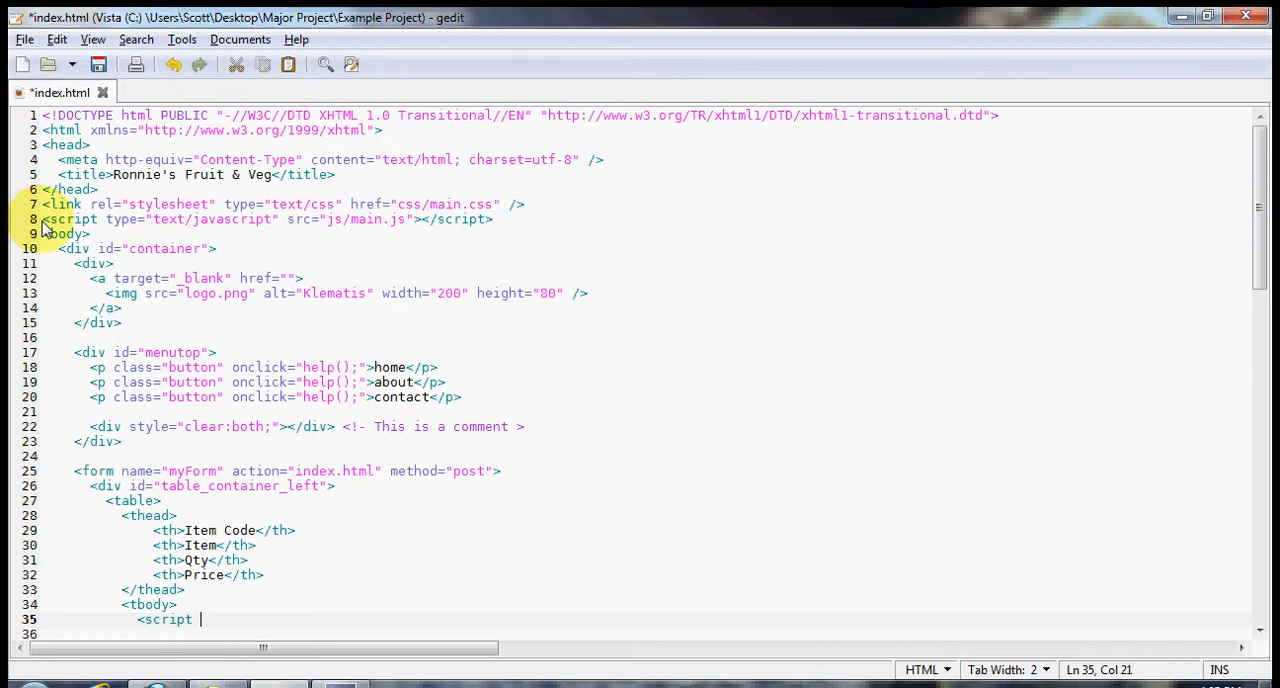 *index.html (Vista (C:) \Users\Scott\Desktop\Major Project\Example Project) - gedit
File Edit View Search Tools Documents Help
*index.html
1 <!DOCTYPE html PUBLIC "-//W3C//DTD XHTML 1.0 Transitional//EN" "http://www.w3.org/TR/xhtml1/DTD/xhtml1-transitional.dtd">
2 <html xmlns="http://www.w3.org/1999/xhtml">
3 <head>
4 <meta http-equiv="Content-Type" content="text/html; charset=utf-8" />
5 <title>Ronnie's Fruit & Veg</title>
6 </head>
7 <link rel="stylesheet" type="text/css" href="css/main.css" />
8 <script type="text/javascript" src="js/main.js"></script>
9 <body>
10 <div id="container">
11 <div>
12 <a target="_blank" href="">
13 <img src="logo.png" alt="Klematis" width="200" height="80" />
14 </a>
15 </div>
16
17 <div id="menutop">
18 <p class="button" onclick="help();">home</p>
19 <p class="button" onclick="help();">about</p>
20 <p class="button" onclick="help();">contact</p>
21
22 <div style="clear:both;"></div> <!- This is a comment >
23 </div>
24
25 <form name="myForm" action="index.html" method="post">
26 <div id="table_container_left">
27 <table>
28 <thead>
29 <th>Item Code</th>
30 <th>Item</th>
31 <th>Qty</th>
32 <th>Price</th>
33 </thead>
34 <tbody>
35 <script
36
HTML Tab Width: 2 Ln 35, Col 21 INS